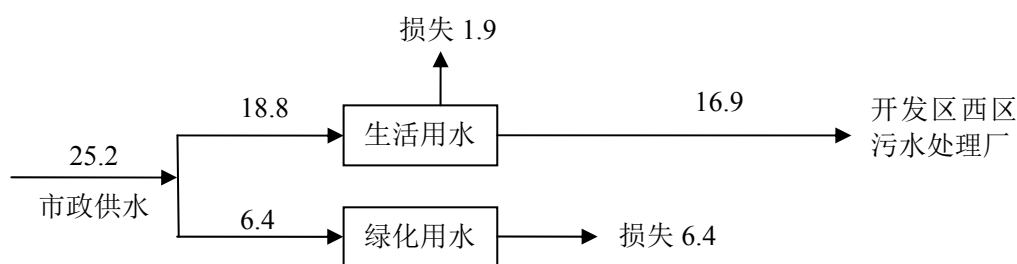 损失 1.9
18.8
16.9
生活用水
开发区西区
污水处理厂
25.2
市政供水
6.4
绿化用水
损失 6.4